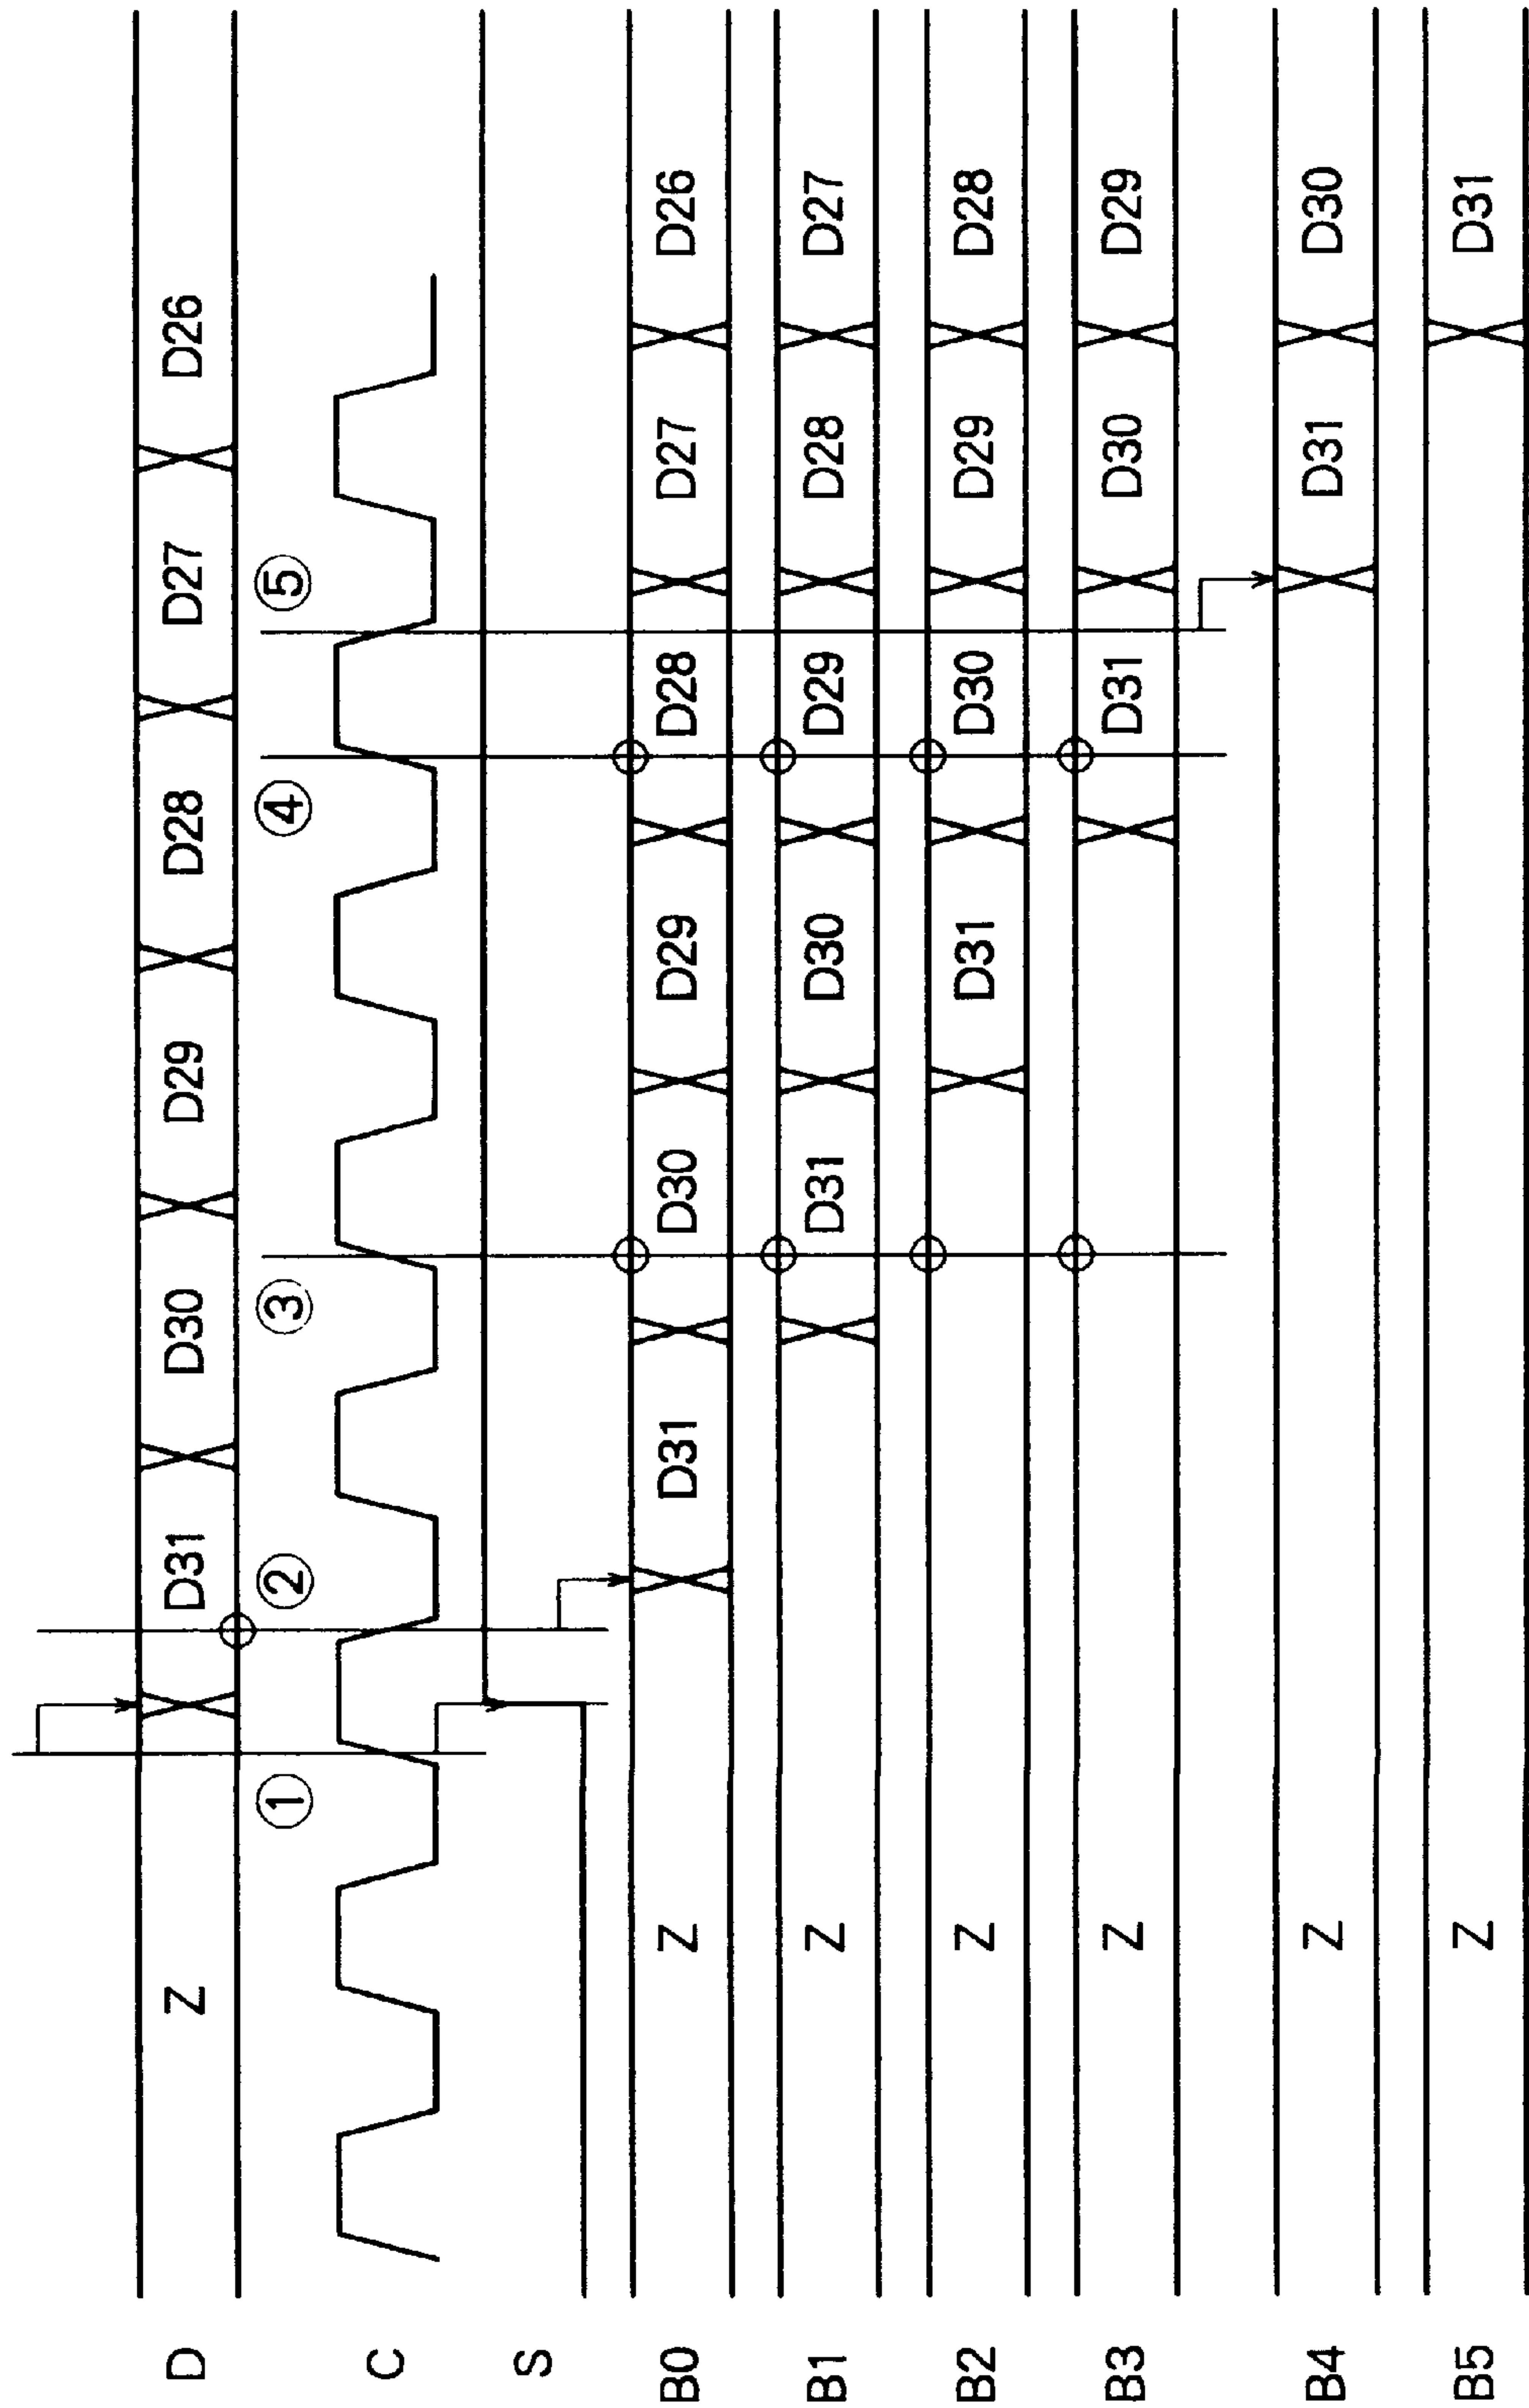 D Z D31 D30 D29 D28 D27 D26
C ① ② ③ ④ ⑤
S
B0 Z D31 D30 D29 D28 D27 D26
B1 Z D31 D30 D29 D28 D27
B2 Z D31 D30 D29 D28
B3 Z D31 D30 D29
B4 Z D31 D30
B5 Z D31